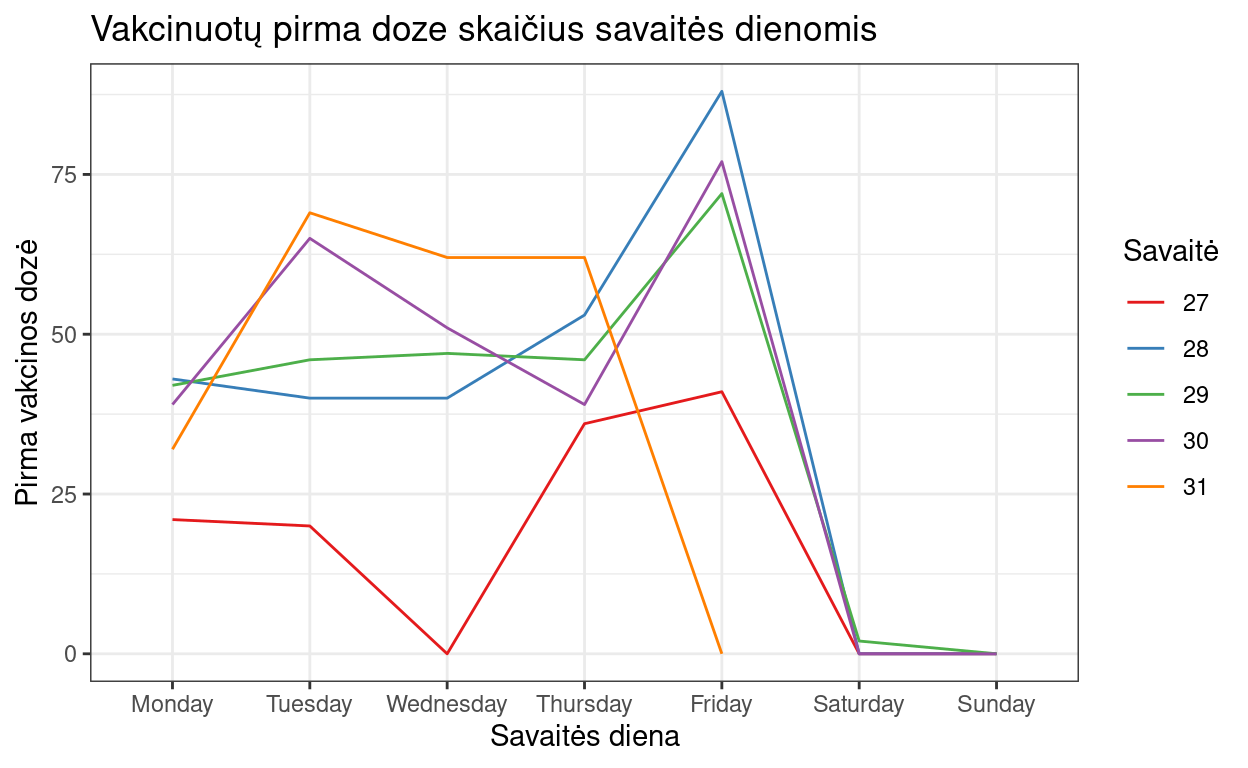 Vakcinuotų pirma doze skaičius savaitės dienomis
Pirma vakcinos dozė
75
50
25
0
Monday
Tuesday
Wednesday
Thursday
Friday
Saturday
Sunday
Savaitės diena
Savaitė
27
28
29
30
31